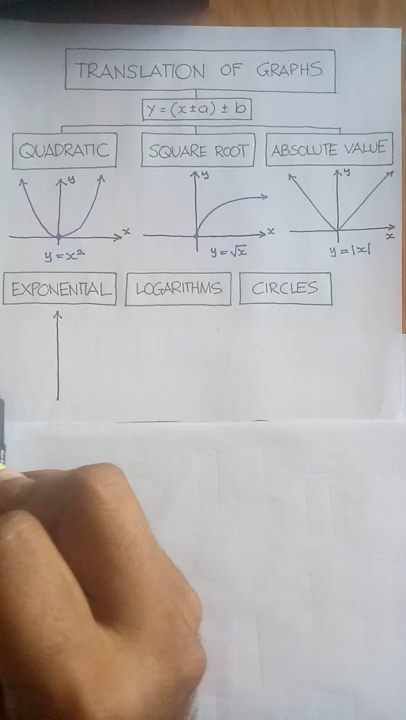 TRANSLATION OF GRAPHS
y = (x ± a) ± b
QUADRATIC SQUARE ROOT ABSOLUTE VALUE
y y y
x x x
y = x² y = √x y = |x|
EXPONENTIAL LOGARITHMS CIRCLES